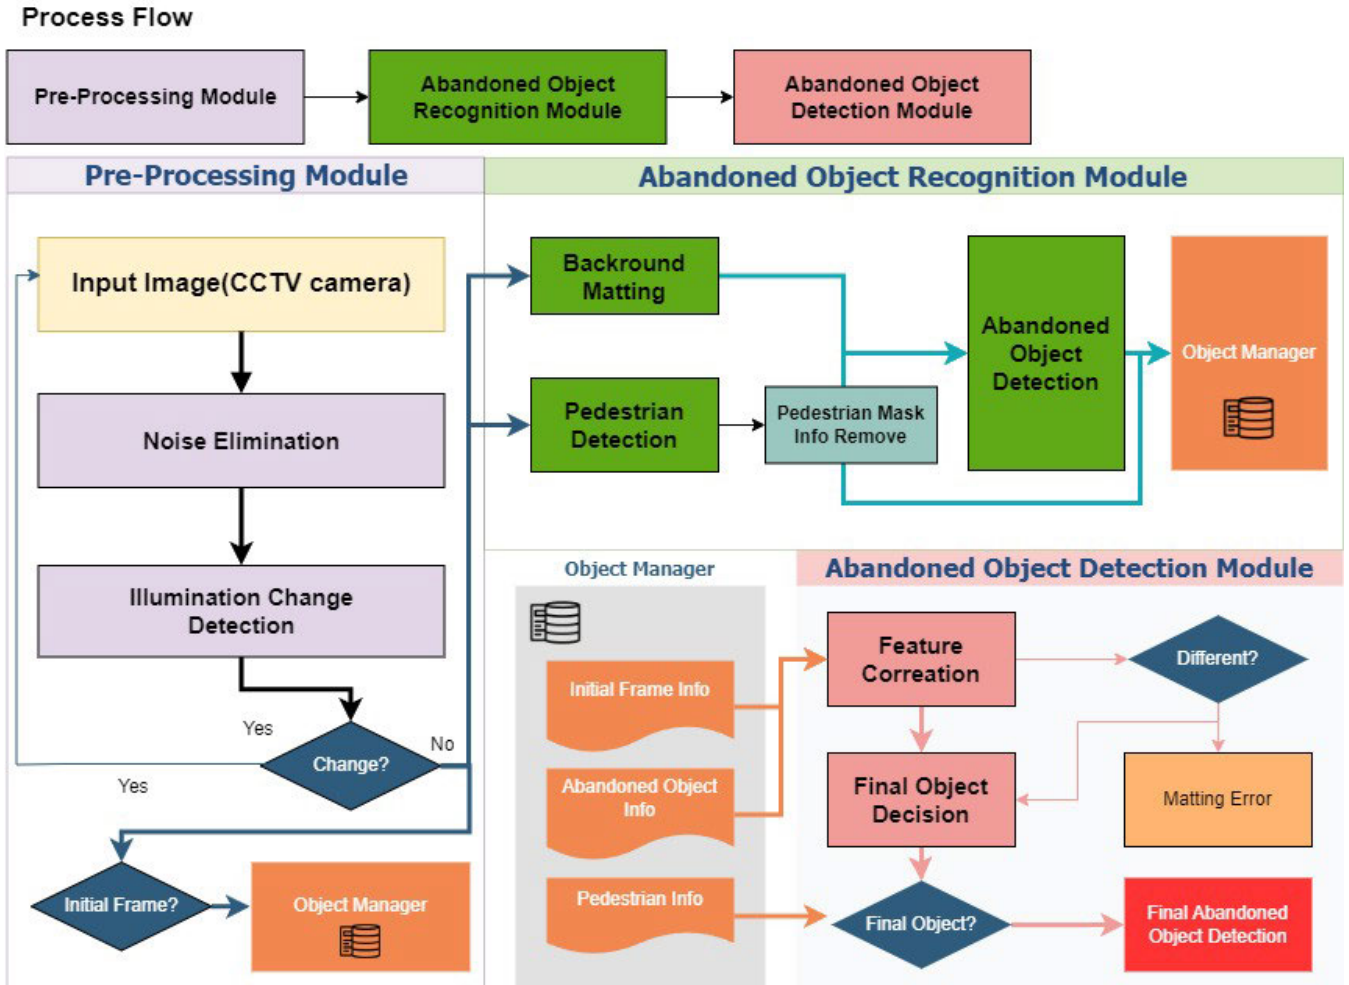 Process Flow
Pre-Processing Module
Abandoned Object
Recognition Module
Abandoned Object
Detection Module
Pre-Processing Module
Input Image(CCTV camera)
Noise Elimination
Illumination Change
Detection
Yes
Change?
No
Yes
Initial Frame?
Object Manager
Abandoned Object Recognition Module
Backround
Matting
Pedestrian
Detection
Pedestrian Mask
Info Remove
Abandoned
Object
Detection
Object Manager
Object Manager
Initial Frame Info
Abandoned Object
Info
Pedestrian Info
Abandoned Object Detection Module
Feature
Correation
Different?
Final Object
Decision
Matting Error
Final Object?
Final Abandoned
Object Detection